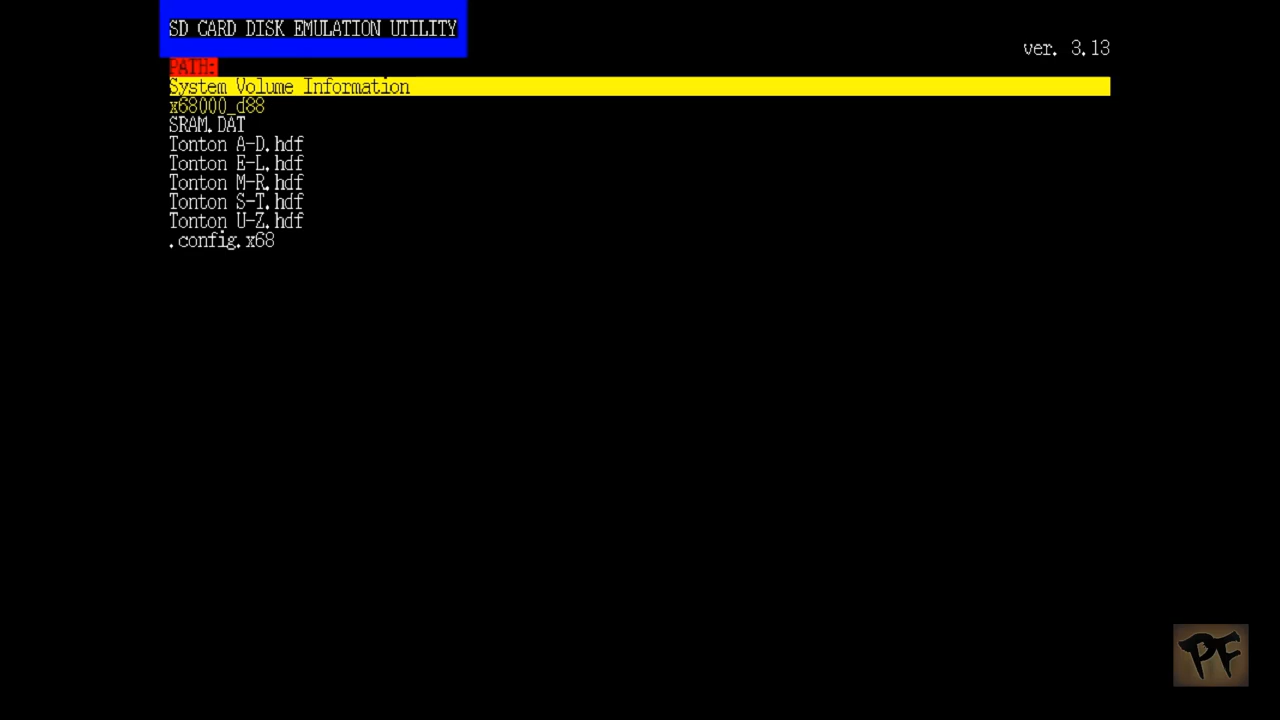 SD CARD DISK EMULATION UTILITY
ver. 3.13
PATH:
System Volume Information
x68000_d88
SRAM.DAT
Tonton A-D.hdf
Tonton E-L.hdf
Tonton M-R.hdf
Tonton S-T.hdf
Tonton U-Z.hdf
.config.x68
PF